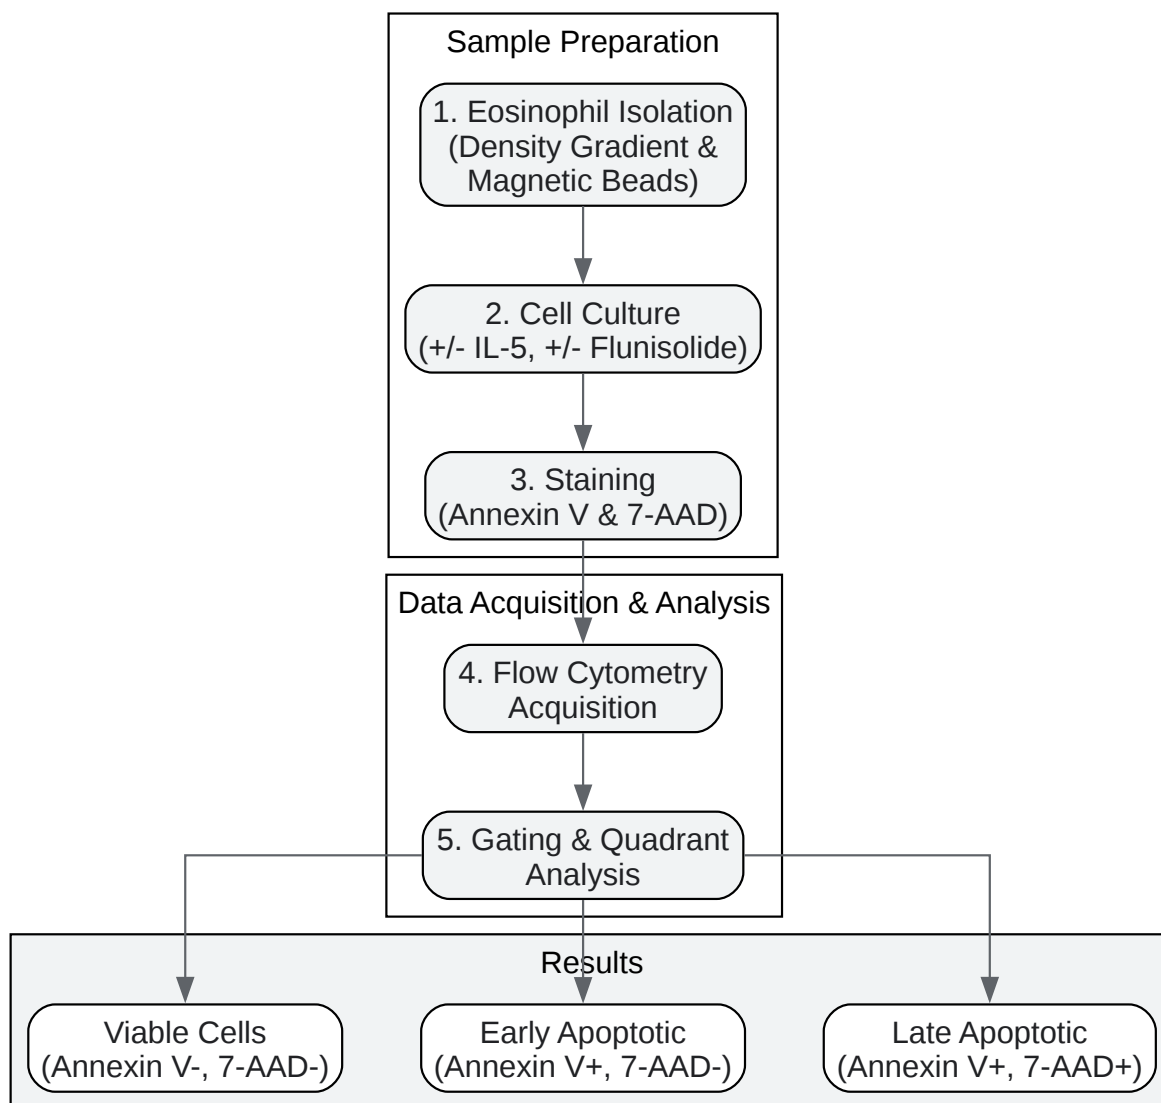 Sample Preparation
1. Eosinophil Isolation
(Density Gradient &
Magnetic Beads)
2. Cell Culture
(+/- IL-5, +/- Flunisolide)
3. Staining
(Annexin V & 7-AAD)
Data Acquisition & Analysis
4. Flow Cytometry
Acquisition
5. Gating & Quadrant
Analysis
Results
Viable Cells
(Annexin V-, 7-AAD-)
Early Apoptotic
(Annexin V+, 7-AAD-)
Late Apoptotic
(Annexin V+, 7-AAD+)